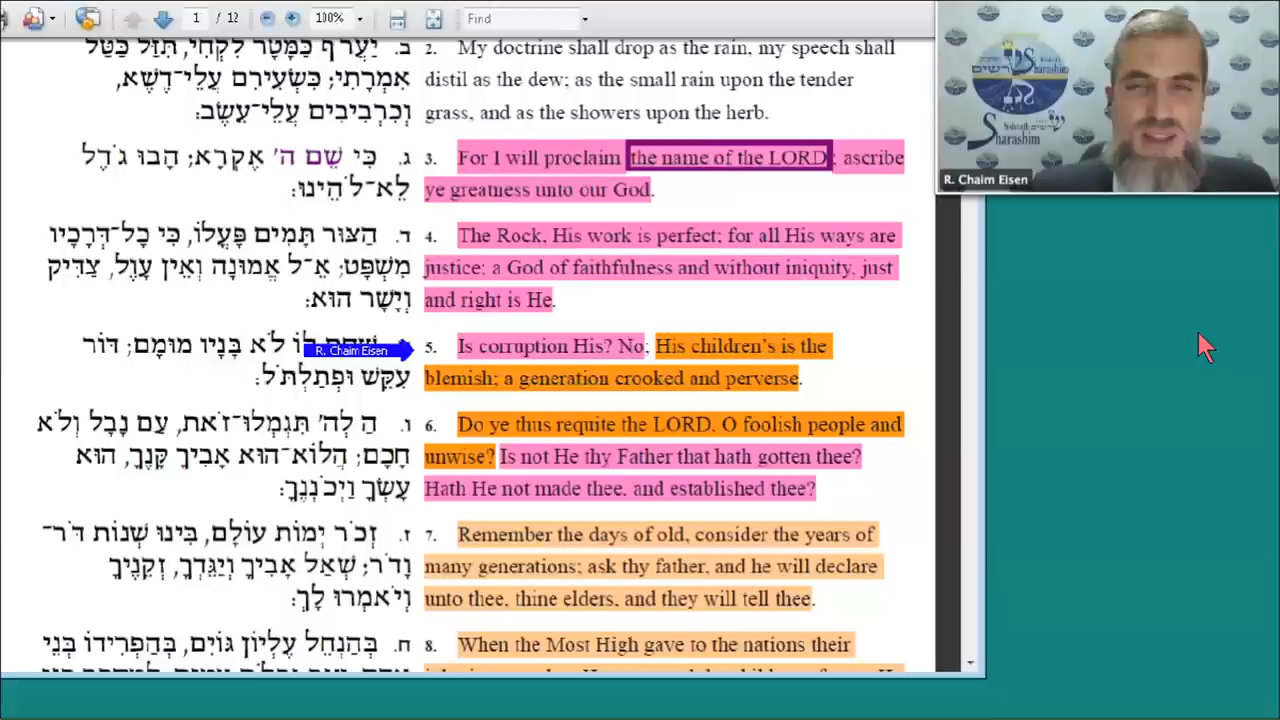 1 / 12
100%
Find
ב. יַעֲרֹף כַּמָּטָר לִקְחִי, תִּזַּל כַּטַּל
אִמְרָתִי; כִּשְׂעִירִם עֲלֵי־דֶשֶׁא,
וְכִרְבִיבִים עֲלֵי־עֵשֶׂב:
2. My doctrine shall drop as the rain, my speech shall
distil as the dew; as the small rain upon the tender
grass, and as the showers upon the herb.
ג. כִּי שֵׁם ה' אֶקְרָא; הָבוּ גֹדֶל
לֵא־לֹהֵינוּ:
3. For I will proclaim the name of the LORD; ascribe
ye greatness unto our God.
ד. הַצּוּר תָּמִים פָּעֳלוֹ, כִּי כָל־דְּרָכָיו
מִשְׁפָּט; אֵ־ל אֱמוּנָה וְאֵין עָוֶל, צַדִּיק
וְיָשָׁר הוּא:
4. The Rock, His work is perfect; for all His ways are
justice; a God of faithfulness and without iniquity, just
and right is He.
לוֹ לֹא בָּנָיו מוּמָם; דּוֹר
עִקֵּשׁ וּפְתַלְתֹּל:
R. Chaim Eisen
5. Is corruption His? No; His children's is the
blemish; a generation crooked and perverse.
ו. הַ לְה' תִּגְמְלוּ־זֹאת, עַם נָבָל וְלֹא
חָכָם; הֲלוֹא־הוּא אָבִיךָ קָּנֶךָ, הוּא
עָשְׂךָ וַיְכֹנְנֶךָ:
6. Do ye thus requite the LORD, O foolish people and
unwise? Is not He thy Father that hath gotten thee?
Hath He not made thee, and established thee?
ז. זְכֹר יְמוֹת עוֹלָם, בִּינוּ שְׁנוֹת דֹּר־
וָדֹר; שְׁאַל אָבִיךָ וְיַגֵּדְךָ, זְקֵנֶיךָ
וְיֹאמְרוּ לָךְ:
7. Remember the days of old, consider the years of
many generations; ask thy father, and he will declare
unto thee, thine elders, and they will tell thee.
ח. בְּהַנְחֵל עֶלְיוֹן גּוֹיִם, בְּהַפְרִידוֹ בְּנֵי
8. When the Most High gave to the nations their
Sharashim
Sharashim
R. Chaim Eisen